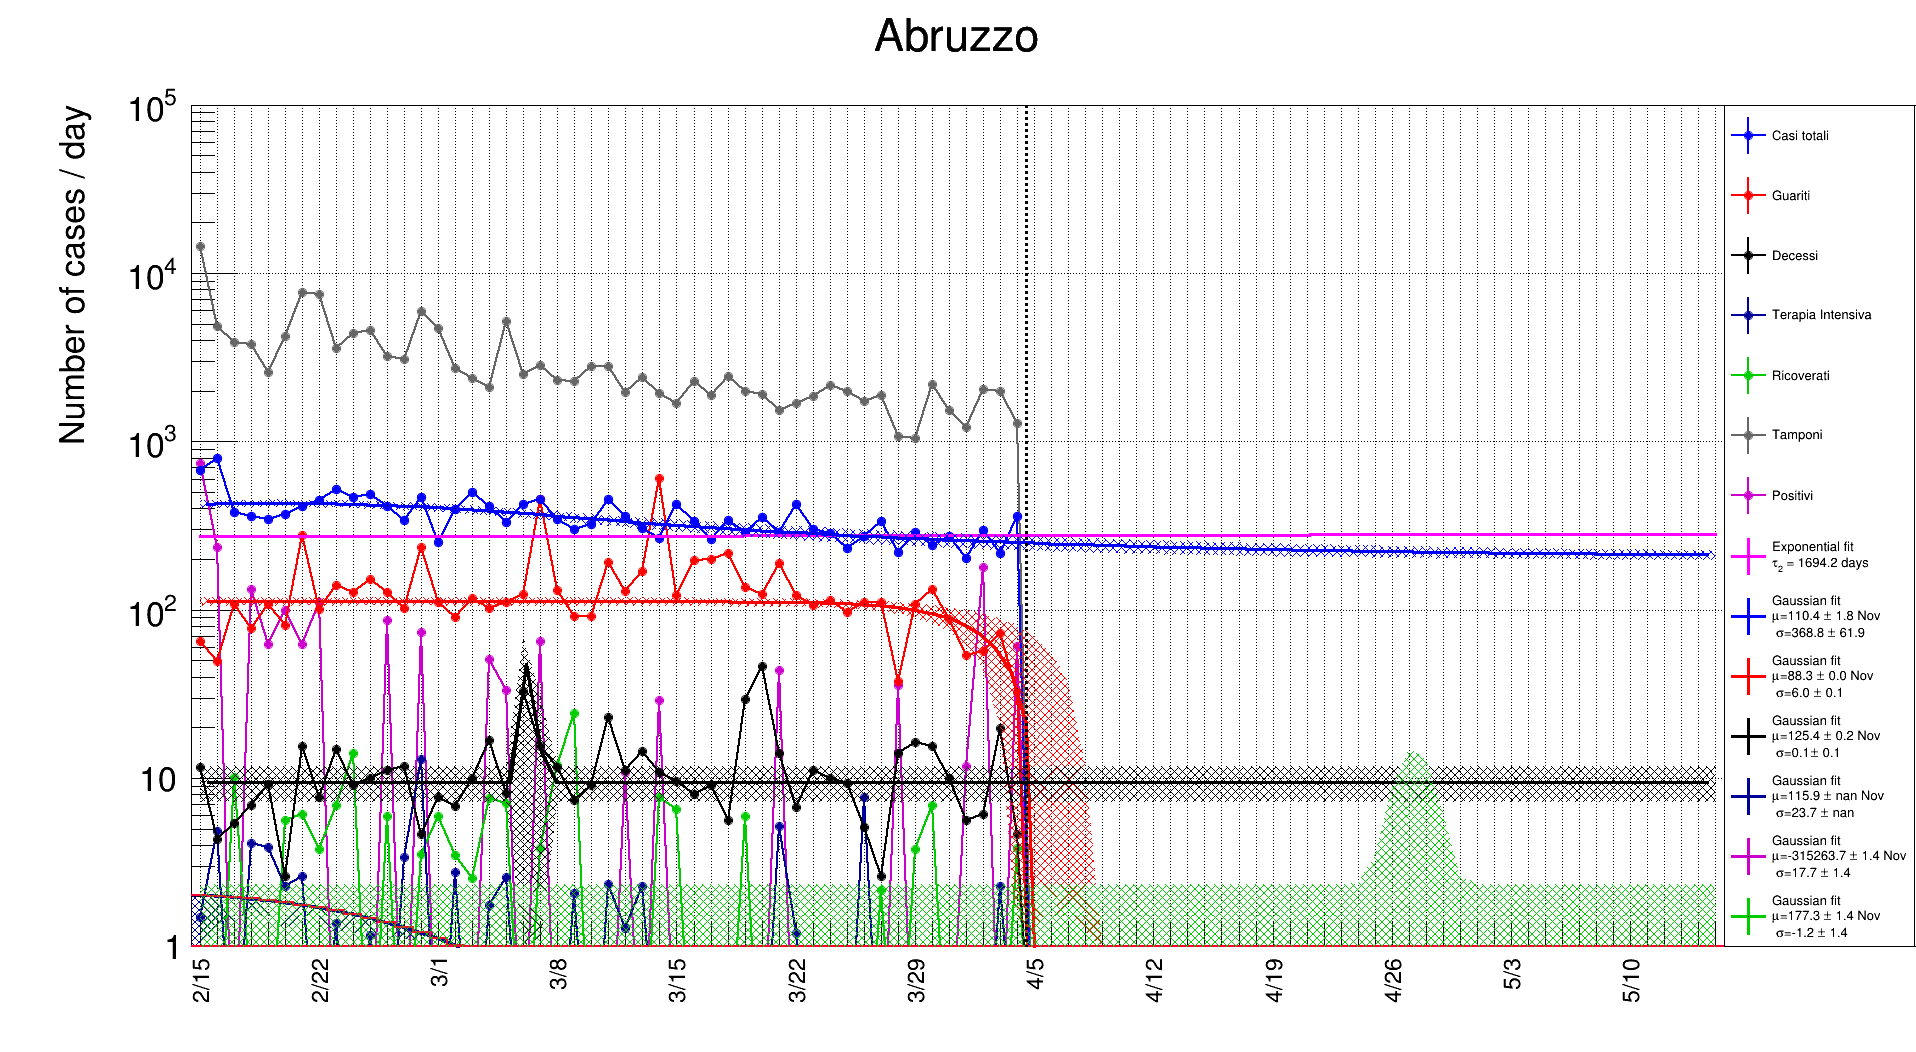 Abruzzo
Number of cases / day
10^5
10^4
10^3
10^2
10
1
2/15 2/22 3/1 3/8 3/15 3/22 3/29 4/5 4/12 4/19 4/26 5/3 5/10
Casi totali
Guariti
Decessi
Terapia Intensiva
Ricoverati
Tamponi
Positivi
Exponential fit
τ₂ = 1694.2 days
Gaussian fit
μ=110.4 ± 1.8 Nov
σ=368.8 ± 61.9
Gaussian fit
μ=88.3 ± 0.0 Nov
σ=6.0 ± 0.1
Gaussian fit
μ=125.4 ± 0.2 Nov
σ=0.1 ± 0.1
Gaussian fit
μ=115.9 ± nan Nov
σ=23.7 ± nan
Gaussian fit
μ=-315263.7 ± 1.4 Nov
σ=17.7 ± 1.4
Gaussian fit
μ=177.3 ± 1.4 Nov
σ=-1.2 ± 1.4